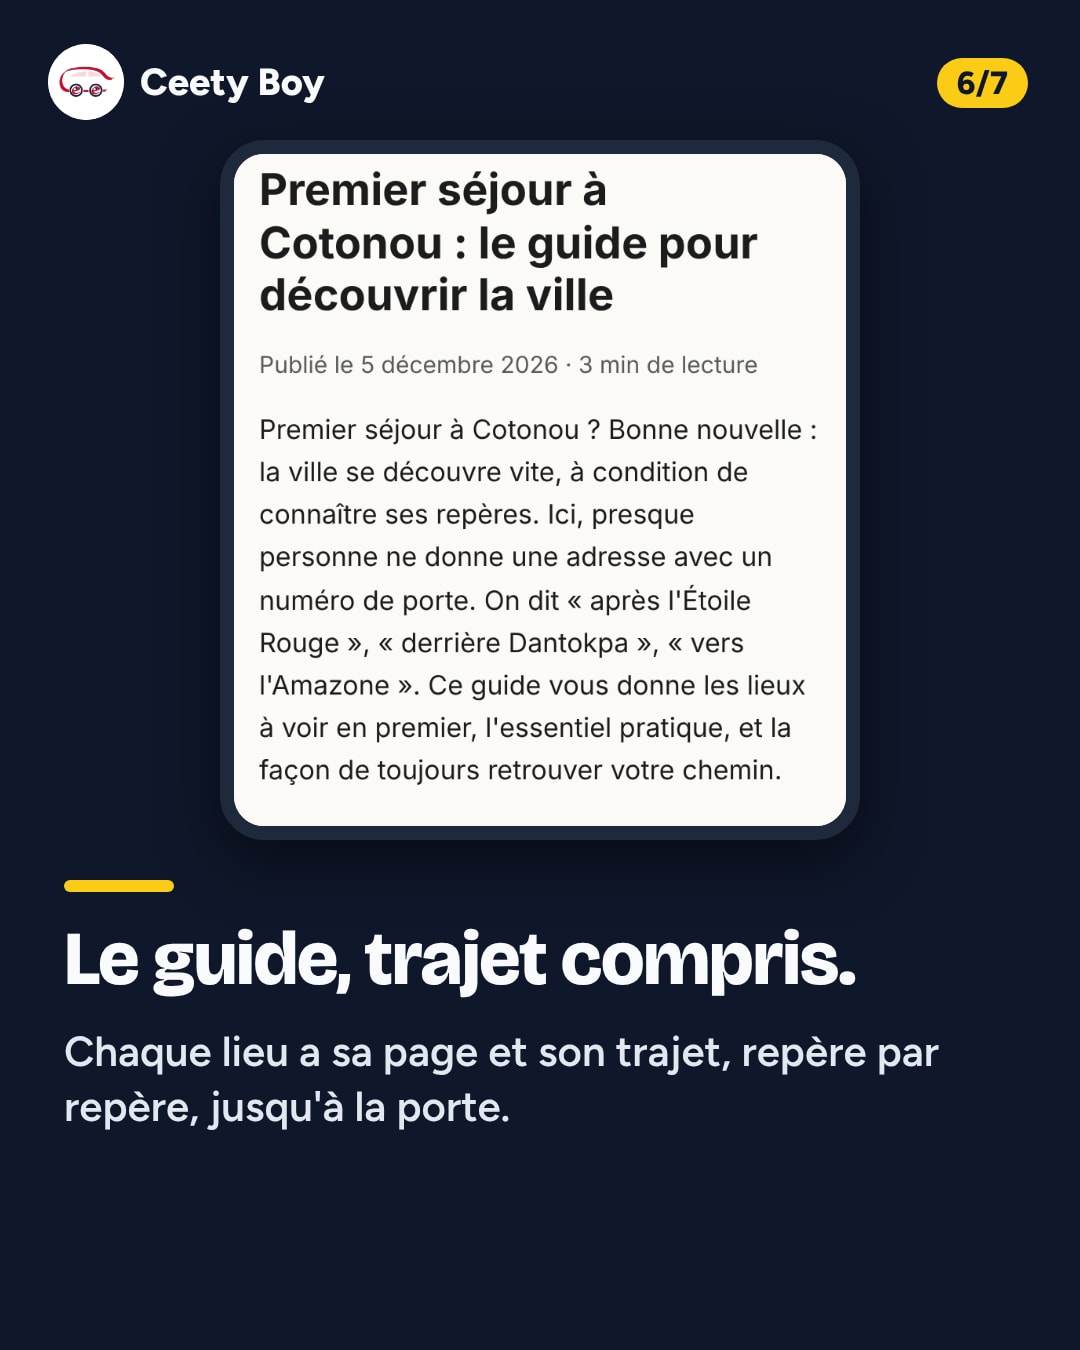 Ceety Boy
6/7
Premier séjour à
Cotonou : le guide pour
découvrir la ville
Publié le 5 décembre 2026 · 3 min de lecture
Premier séjour à Cotonou ? Bonne nouvelle :
la ville se découvre vite, à condition de
connaître ses repères. Ici, presque
personne ne donne une adresse avec un
numéro de porte. On dit « après l'Étoile
Rouge », « derrière Dantokpa », « vers
l'Amazone ». Ce guide vous donne les lieux
à voir en premier, l'essentiel pratique, et la
façon de toujours retrouver votre chemin.
Le guide, trajet compris.
Chaque lieu a sa page et son trajet, repère par
repère, jusqu'à la porte.